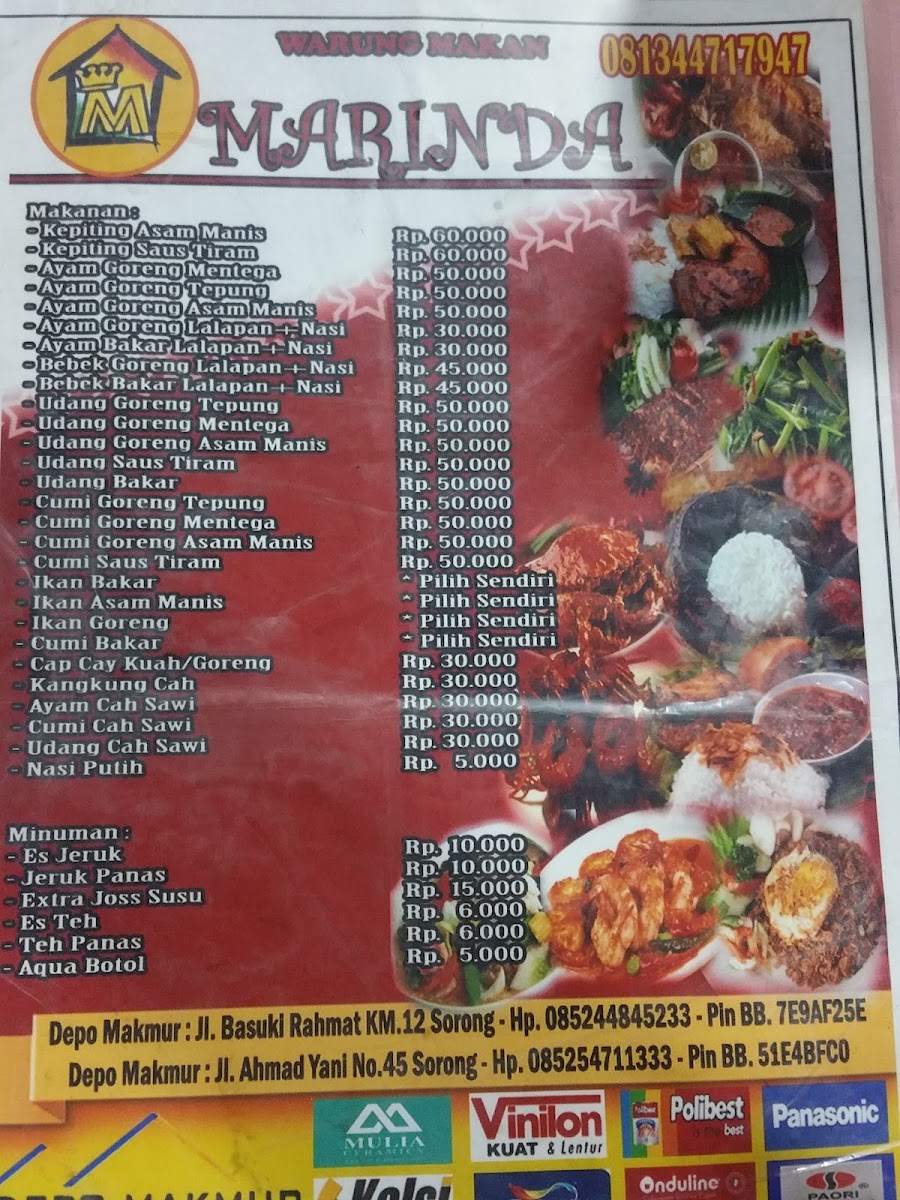 WARUNG MAKAN
081344717947
M
MARINDA
Makanan :
- Kepiting Asam Manis Rp. 60.000
- Kepiting Saus Tiram Rp. 60.000
- Ayam Goreng Mentega Rp. 50.000
- Ayam Goreng Tepung Rp. 50.000
- Ayam Goreng Asam Manis Rp. 50.000
- Ayam Goreng Lalapan + Nasi Rp. 30.000
- Ayam Bakar Lalapan + Nasi Rp. 30.000
- Bebek Goreng Lalapan + Nasi Rp. 45.000
- Bebek Bakar Lalapan + Nasi Rp. 45.000
- Udang Goreng Tepung Rp. 50.000
- Udang Goreng Mentega Rp. 50.000
- Udang Goreng Asam Manis Rp. 50.000
- Udang Saus Tiram Rp. 50.000
- Udang Bakar Rp. 50.000
- Cumi Goreng Tepung Rp. 50.000
- Cumi Goreng Mentega Rp. 50.000
- Cumi Goreng Asam Manis Rp. 50.000
- Cumi Saus Tiram Rp. 50.000
- Ikan Bakar * Pilih Sendiri
- Ikan Asam Manis * Pilih Sendiri
- Ikan Goreng * Pilih Sendiri
- Cumi Bakar * Pilih Sendiri
- Cap Cay Kuah/Goreng Rp. 30.000
- Kangkung Cah Rp. 30.000
- Ayam Cah Sawi Rp. 30.000
- Cumi Cah Sawi Rp. 30.000
- Udang Cah Sawi Rp. 30.000
- Nasi Putih Rp. 5.000
Minuman :
- Es Jeruk Rp. 10.000
- Jeruk Panas Rp. 10.000
- Extra Joss Susu Rp. 15.000
- Es Teh Rp. 6.000
- Teh Panas Rp. 6.000
- Aqua Botol Rp. 5.000
Depo Makmur : Jl. Basuki Rahmat KM.12 Sorong - Hp. 085244845233 - Pin BB. 7E9AF25E
Depo Makmur : Jl. Ahmad Yani No.45 Sorong - Hp. 085254711333 - Pin BB. 51E4BFC0
MULIA
CERAMICS
Vinilon
KUAT & Lentur
Polibest
is the best
Panasonic
DEPO MAKMUR
Onduline